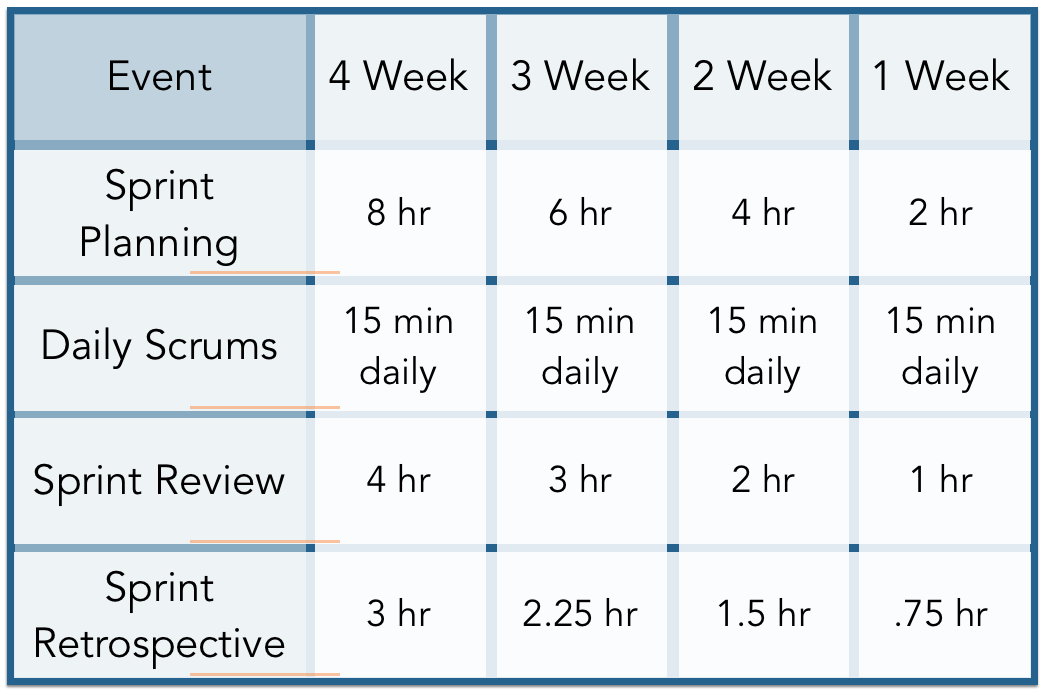 Event 4 Week 3 Week 2 Week 1 Week
Sprint
Planning 8 hr 6 hr 4 hr 2 hr
Daily Scrums 15 min 15 min 15 min 15 min
daily daily daily daily
Sprint Review 4 hr 3 hr 2 hr 1 hr
Sprint
Retrospective 3 hr 2.25 hr 1.5 hr .75 hr